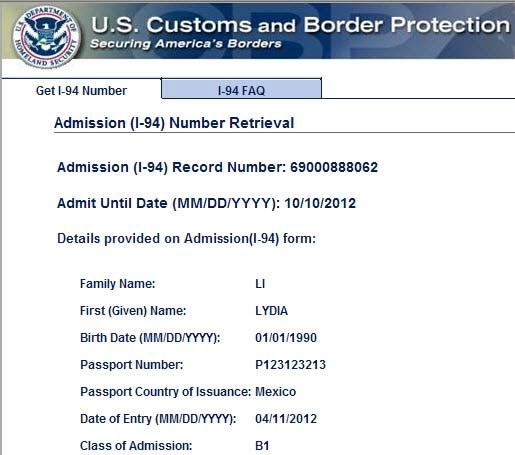 U.S. Customs and Border Protection
Securing America's Borders
U.S. DEPARTMENT OF
HOMELAND SECURITY
Get I-94 Number
I-94 FAQ
Admission (I-94) Number Retrieval
Admission (I-94) Record Number: 69000888062
Admit Until Date (MM/DD/YYYY): 10/10/2012
Details provided on Admission(I-94) form:
Family Name: LI
First (Given) Name: LYDIA
Birth Date (MM/DD/YYYY): 01/01/1990
Passport Number: P123123213
Passport Country of Issuance: Mexico
Date of Entry (MM/DD/YYYY): 04/11/2012
Class of Admission: B1